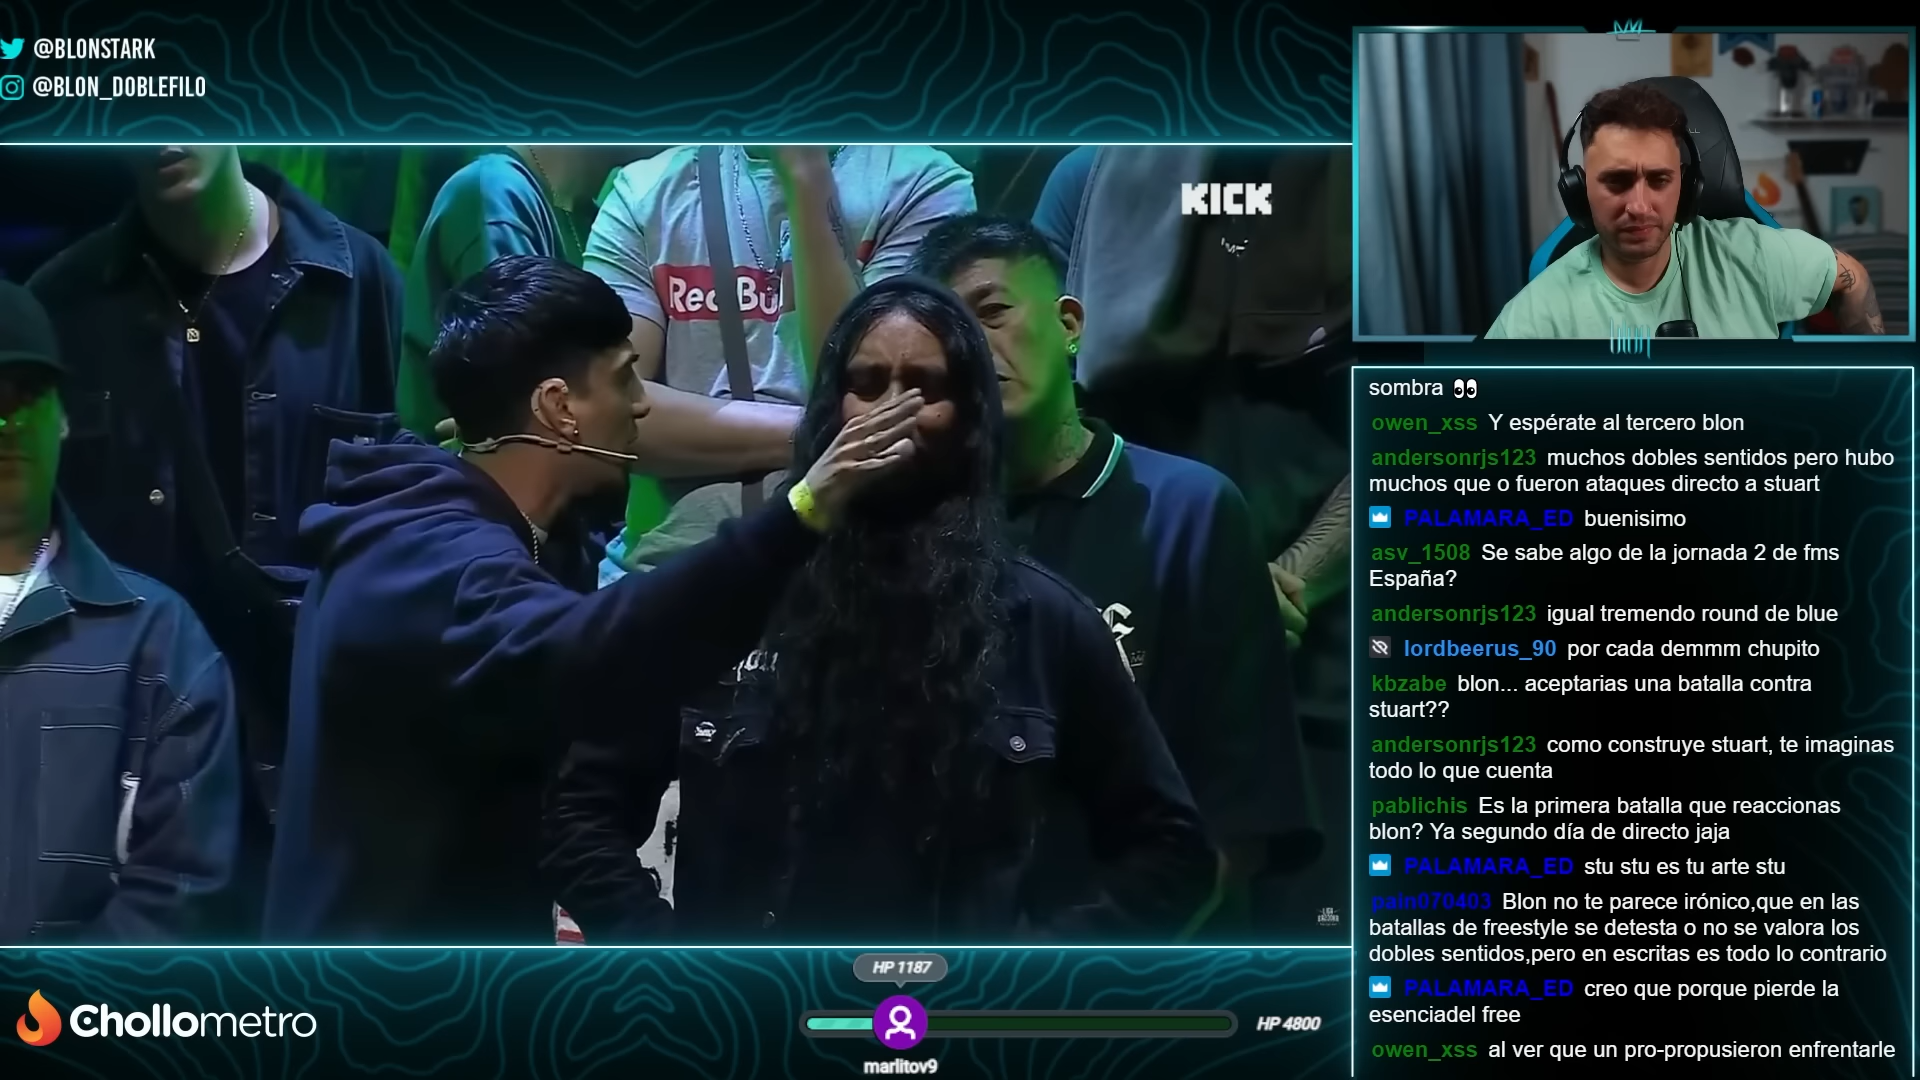 @BLONSTARK
@BLON_DOBLEFILO
KICK
Red Bu
sombra 👀
owen_xss Y espérate al tercero blon
andersonrjs123 muchos dobles sentidos pero hubo
muchos que o fueron ataques directo a stuart
PALAMARA_ED buenisimo
asv_1508 Se sabe algo de la jornada 2 de fms
España?
andersonrjs123 igual tremendo round de blue
lordbeerus_90 por cada demmm chupito
kbzabe blon... aceptarias una batalla contra
stuart??
andersonrjs123 como construye stuart, te imaginas
todo lo que cuenta
pablichis Es la primera batalla que reaccionas
blon? Ya segundo día de directo jaja
PALAMARA_ED stu stu es tu arte stu
pain070403 Blon no te parece irónico,que en las
batallas de freestyle se detesta o no se valora los
dobles sentidos,pero en escritas es todo lo contrario
PALAMARA_ED creo que porque pierde la
esenciadel free
owen_xss al ver que un pro-propusieron enfrentarle
Chollometro
HP 1187
HP 4800
marlitov9